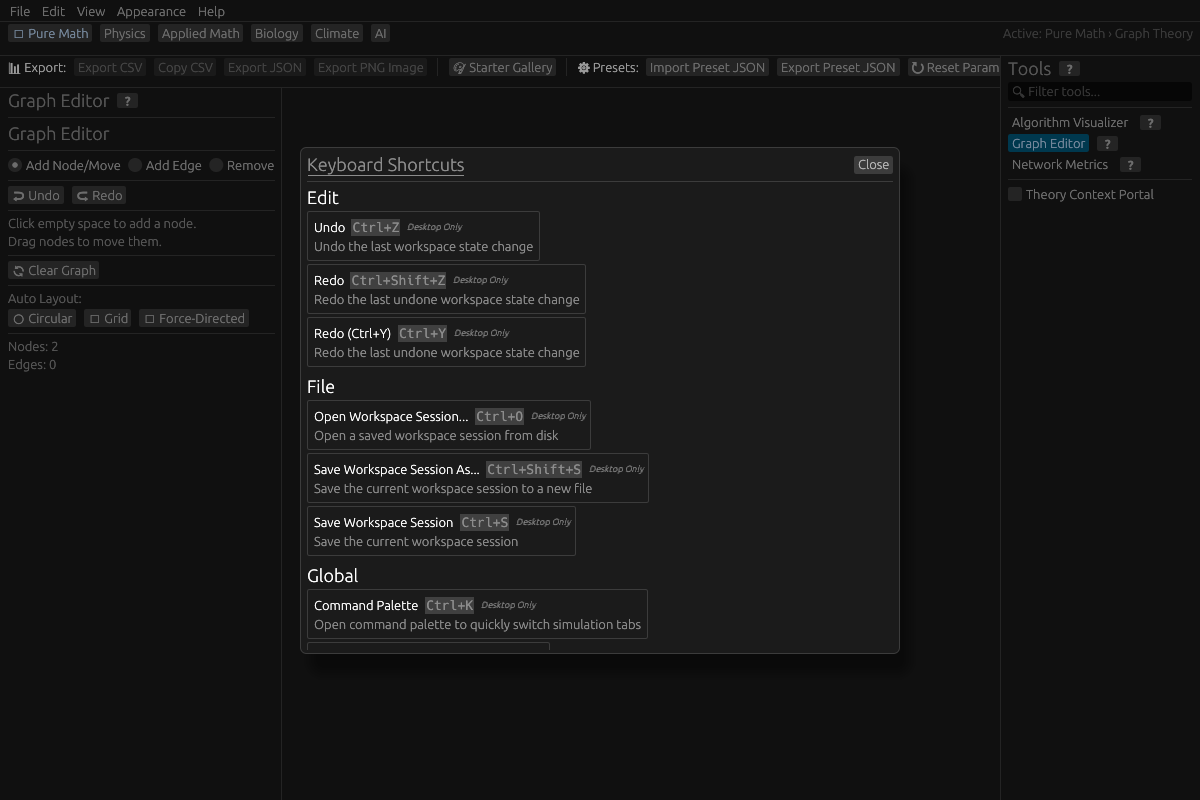 File Edit View Appearance Help
Pure Math Physics Applied Math Biology Climate AI Active: Pure Math › Graph Theory
Export: Export CSV Copy CSV Export JSON Export PNG Image Starter Gallery Presets: Import Preset JSON Export Preset JSON Reset Param
Graph Editor ?
Graph Editor
Add Node/Move Add Edge Remove
Undo Redo
Click empty space to add a node.
Drag nodes to move them.
Clear Graph
Auto Layout:
Circular Grid Force-Directed
Nodes: 2
Edges: 0
Keyboard Shortcuts Close
Edit
Undo Ctrl+Z Desktop Only
Undo the last workspace state change
Redo Ctrl+Shift+Z Desktop Only
Redo the last undone workspace state change
Redo (Ctrl+Y) Ctrl+Y Desktop Only
Redo the last undone workspace state change
File
Open Workspace Session... Ctrl+O Desktop Only
Open a saved workspace session from disk
Save Workspace Session As... Ctrl+Shift+S Desktop Only
Save the current workspace session to a new file
Save Workspace Session Ctrl+S Desktop Only
Save the current workspace session
Global
Command Palette Ctrl+K Desktop Only
Open command palette to quickly switch simulation tabs
Tools ?
Filter tools...
Algorithm Visualizer ?
Graph Editor ?
Network Metrics ?
Theory Context Portal